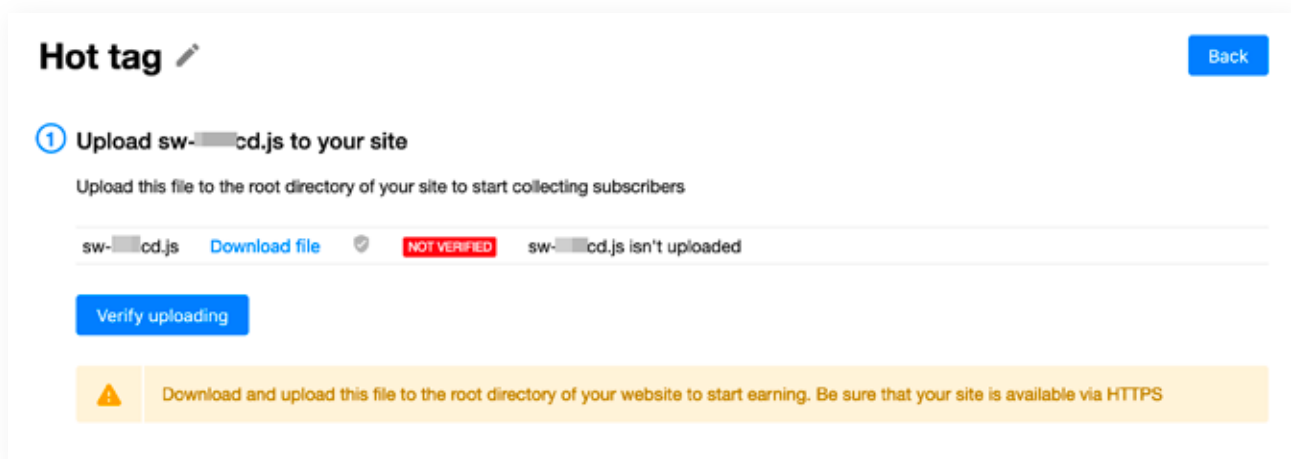 Hot tag
Back
1 Upload sw-cd.js to your site
Upload this file to the root directory of your site to start collecting subscribers
sw-cd.js Download file NOT VERIFIED sw-cd.js isn't uploaded
Verify uploading
Download and upload this file to the root directory of your website to start earning. Be sure that your site is available via HTTPS